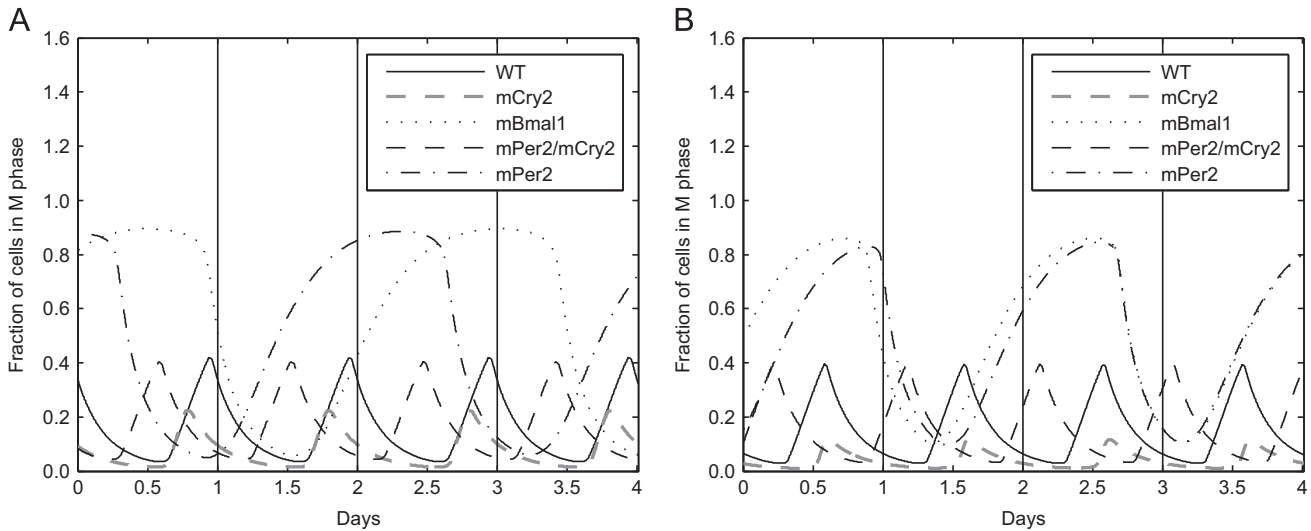 A
Fraction of cells in M phase
1.6
1.4
1.2
1.0
0.8
0.6
0.4
0.2
0.0
WT
mCry2
mBmal1
mPer2/mCry2
mPer2
0 0.5 1 1.5 2 2.5 3 3.5 4
Days
B
Fraction of cells in M phase
1.6
1.4
1.2
1.0
0.8
0.6
0.4
0.2
0.0
WT
mCry2
mBmal1
mPer2/mCry2
mPer2
0 0.5 1 1.5 2 2.5 3 3.5 4
Days